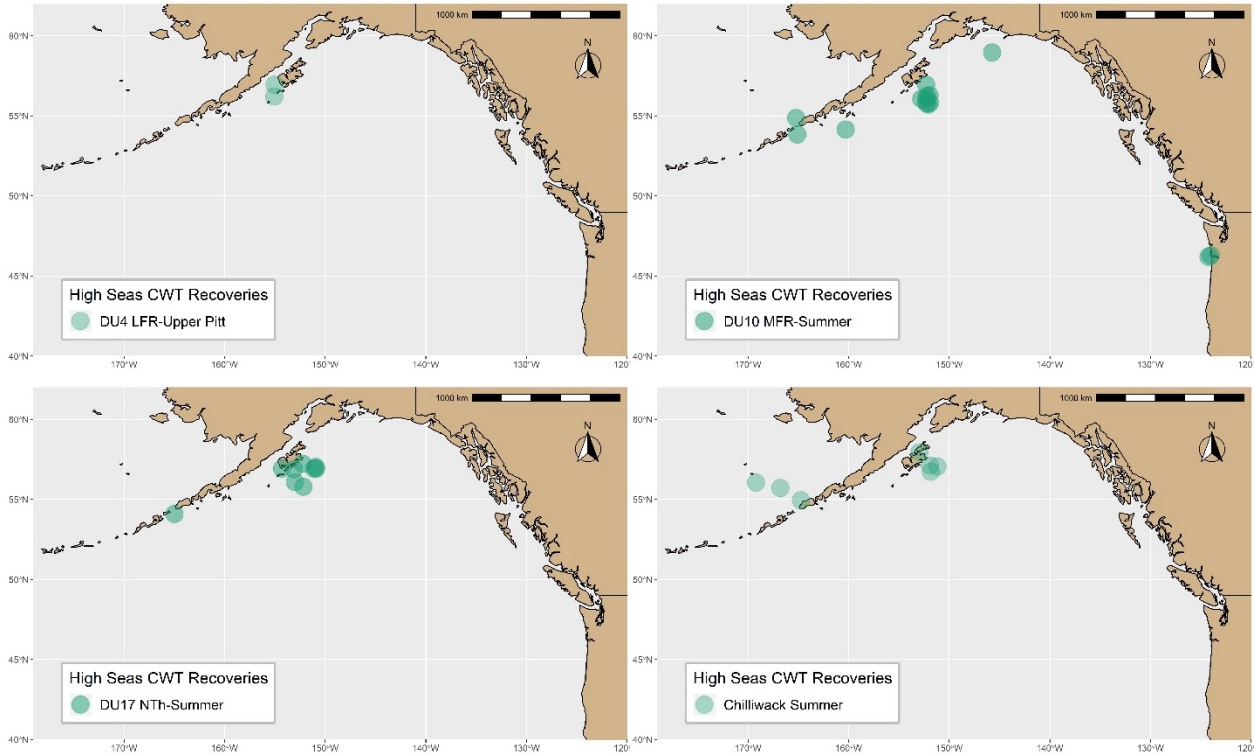 1000 km
N
60°N
55°N
50°N
45°N
40°N
High Seas CWT Recoveries
DU4 LFR-Upper Pitt
170°W 160°W 150°W 140°W 130°W 120°
1000 km
N
60°N
55°N
50°N
45°N
40°N
High Seas CWT Recoveries
DU10 MFR-Summer
170°W 160°W 150°W 140°W 130°W 120°
1000 km
N
60°N
55°N
50°N
45°N
40°N
High Seas CWT Recoveries
DU17 NTh-Summer
170°W 160°W 150°W 140°W 130°W 120°
1000 km
N
60°N
55°N
50°N
45°N
40°N
High Seas CWT Recoveries
Chilliwack Summer
170°W 160°W 150°W 140°W 130°W 120°